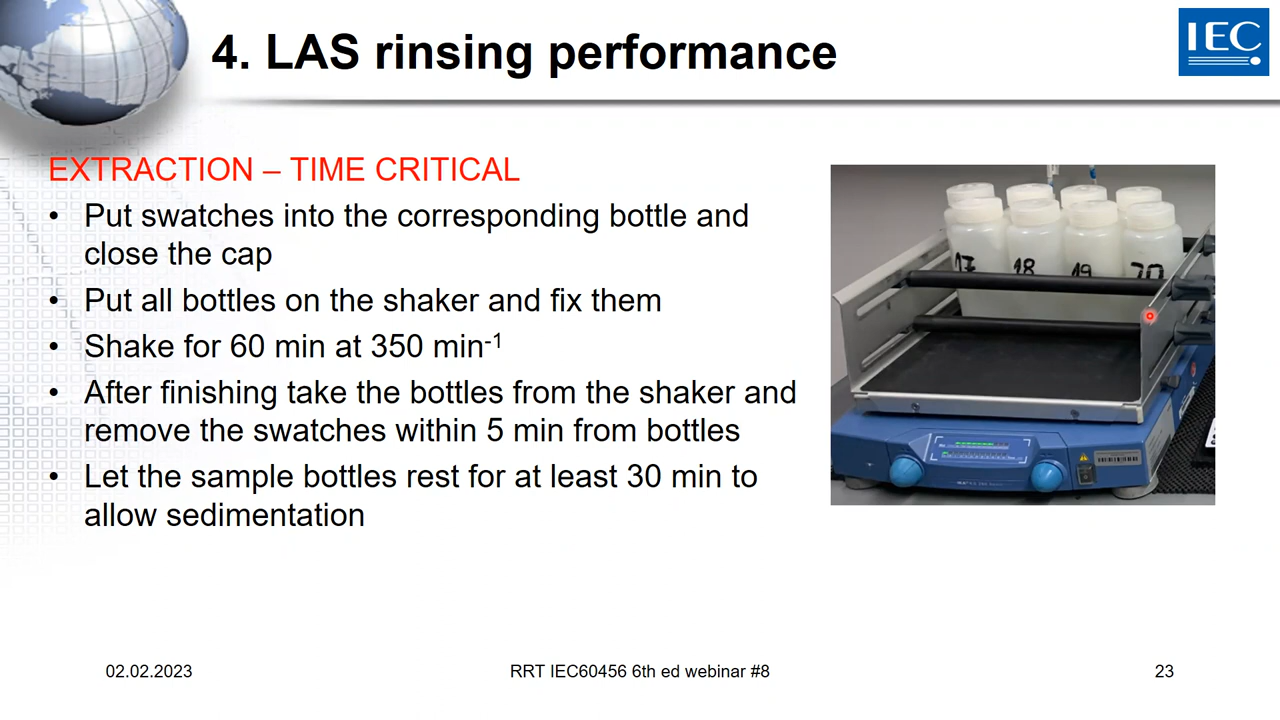 4. LAS rinsing performance
IEC
EXTRACTION – TIME CRITICAL
• Put swatches into the corresponding bottle and
close the cap
• Put all bottles on the shaker and fix them
• Shake for 60 min at 350 min-1
• After finishing take the bottles from the shaker and
remove the swatches within 5 min from bottles
• Let the sample bottles rest for at least 30 min to
allow sedimentation
17 18 19 20
02.02.2023
RRT IEC60456 6th ed webinar #8
23